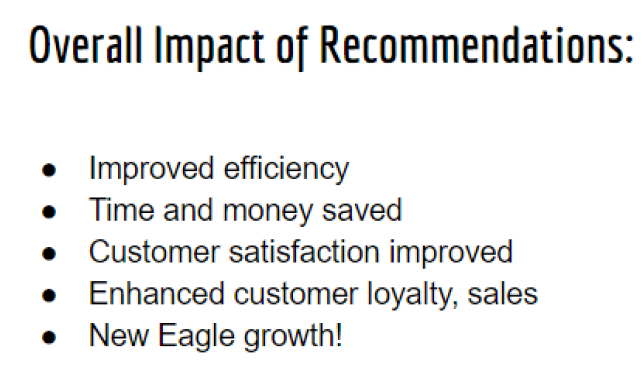 Overall Impact of Recommendations:
● Improved efficiency
● Time and money saved
● Customer satisfaction improved
● Enhanced customer loyalty, sales
● New Eagle growth!